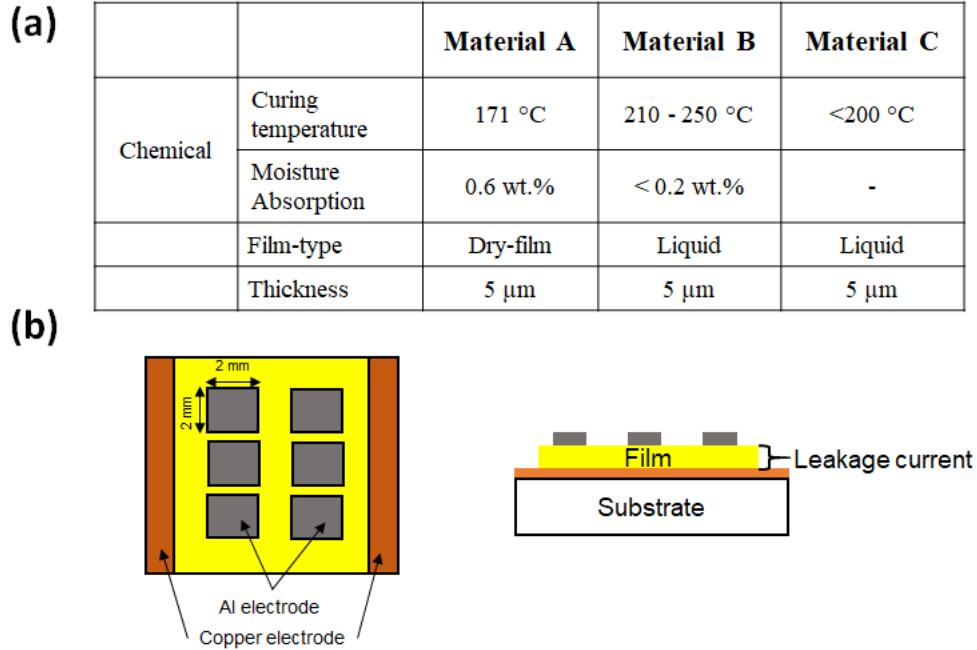 (a)
Material A Material B Material C
Chemical
Curing temperature 171 °C 210 - 250 °C <200 °C
Moisture Absorption 0.6 wt.% < 0.2 wt.% -
Film-type Dry-film Liquid Liquid
Thickness 5 µm 5 µm 5 µm
(b)
2 mm
2 mm
Al electrode
Copper electrode
Film
Leakage current
Substrate